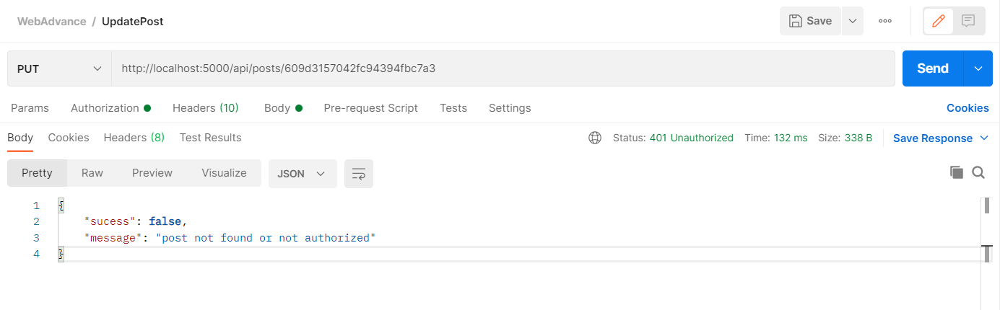 WebAdvance / UpdatePost
Save
PUT
http://localhost:5000/api/posts/609d3157042fc94394fbc7a3
Send
Params Authorization Headers (10) Body Pre-request Script Tests Settings Cookies
Body Cookies Headers (8) Test Results Status: 401 Unauthorized Time: 132 ms Size: 338 B Save Response
Pretty Raw Preview Visualize JSON
1 {
2 "sucess": false,
3 "message": "post not found or not authorized"
4 }